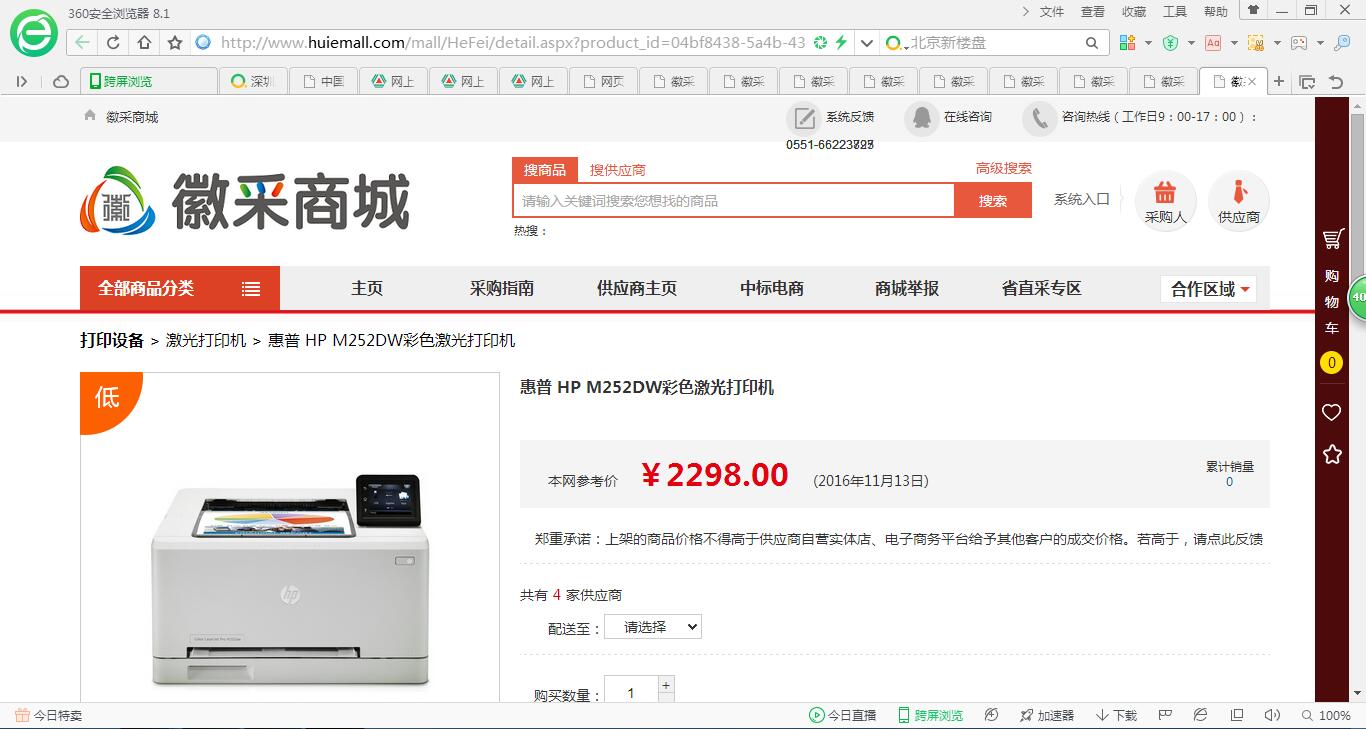 360安全浏览器 8.1
文件 查看 收藏 工具 帮助
http://www.huiemall.com/mall/HeFei/detail.aspx?product_id=04bf8438-5a4b-43
北京新楼盘
跨屏浏览 深圳 中国 网上 网上 网上 网页 徽采 徽采 徽采 徽采 徽采 徽采 徽采 徽采 徽
徽采商城
系统反馈 在线咨询 咨询热线（工作日9：00-17：00）：
徽采商城
搜商品 搜供应商 高级搜索
请输入关键词搜索您想找的商品 搜索
热搜：
系统入口 采购人 供应商
全部商品分类 主页 采购指南 供应商主页 中标电商 商城举报 省直采专区 合作区域
打印设备 > 激光打印机 > 惠普 HP M252DW彩色激光打印机
低
hp
惠普 HP M252DW彩色激光打印机
本网参考价 ￥2298.00 (2016年11月13日)
累计销量
0
郑重承诺：上架的商品价格不得高于供应商自营实体店、电子商务平台给予其他客户的成交价格。若高于，请点此反馈
共有 4 家供应商
配送至： 请选择
购买数量： 1 +
购
物
车
0
40
今日特卖 今日直播 跨屏浏览 加速器 下载 100%